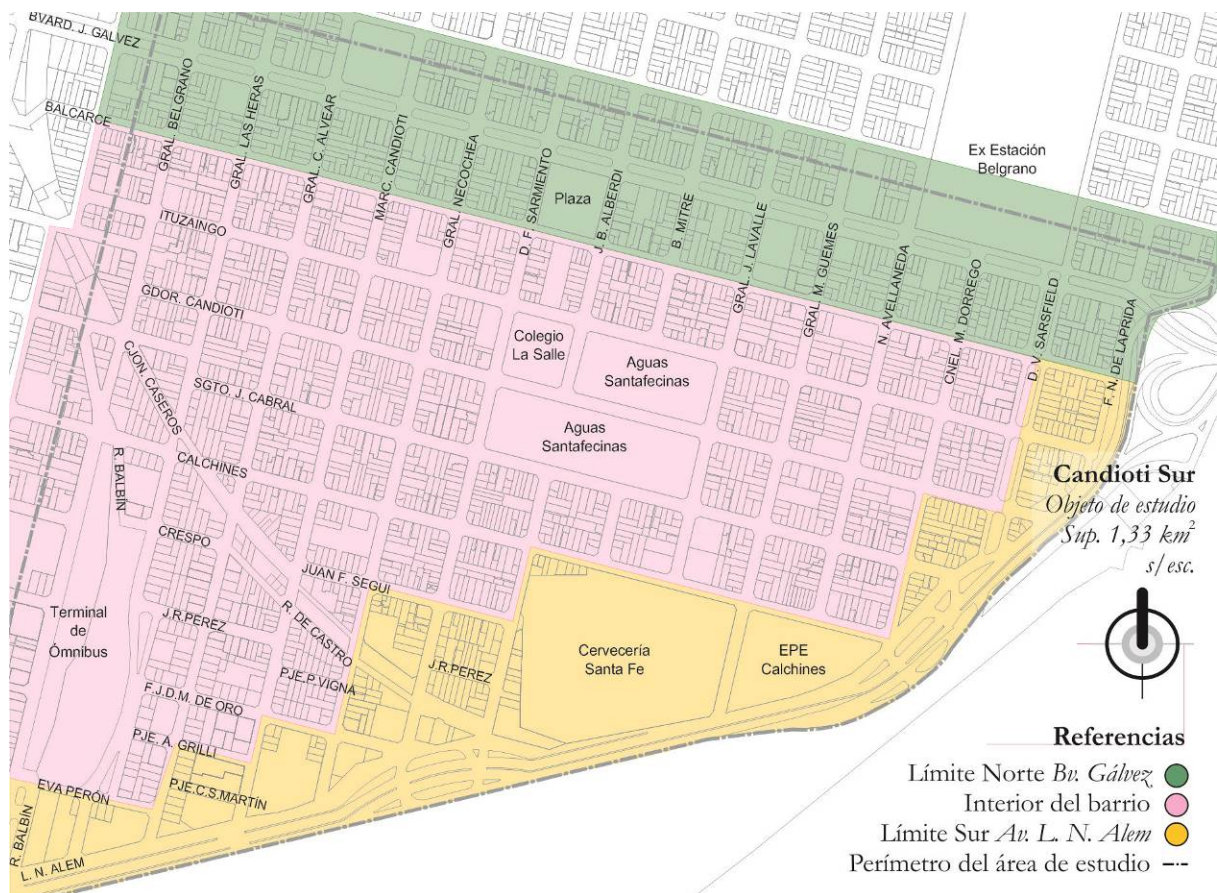 BVARD. J. GALVEZ
BALCARCE
GRAL. BELGRANO
GRAL. LAS HERAS
GRAL. C. ALVEAR
MARC. CANDIOTI
GRAL. NECOCHEA
D. F. SARMIENTO
Plaza
J. B. ALBERDI
B. MITRE
GRAL. J. LAVALLE
GRAL. M. GUEMES
N. AVELLANEDA
CNEL. M. DORREGO
D. V. SARSFIELD
F. N. DE LAPRIDA
Ex Estación
Belgrano
ITUZAINGO
GDOR. CANDIOTI
CJON. CASEROS
SGTO. J. CABRAL
Colegio
La Salle
Aguas
Santafecinas
Aguas
Santafecinas
R. BALBÍN
CALCHINES
CRESPO
JUAN F. SEGUI
J.R.PEREZ
R. DE CASTRO
Terminal
de
Ómnibus
PJE.P.VIGNA
J.R.PEREZ
Cervecería
Santa Fe
EPE
Calchines
F.J.D.M. DE ORO
PJE. A. GRILLI
PJE.C.S.MARTÍN
EVA PERÓN
R. BALBÍN
L. N. ALEM
Candioti Sur
Objeto de estudio
Sup. 1,33 km²
s/esc.
Referencias
Límite Norte Bv. Gálvez
Interior del barrio
Límite Sur Av. L. N. Alem
Perímetro del área de estudio